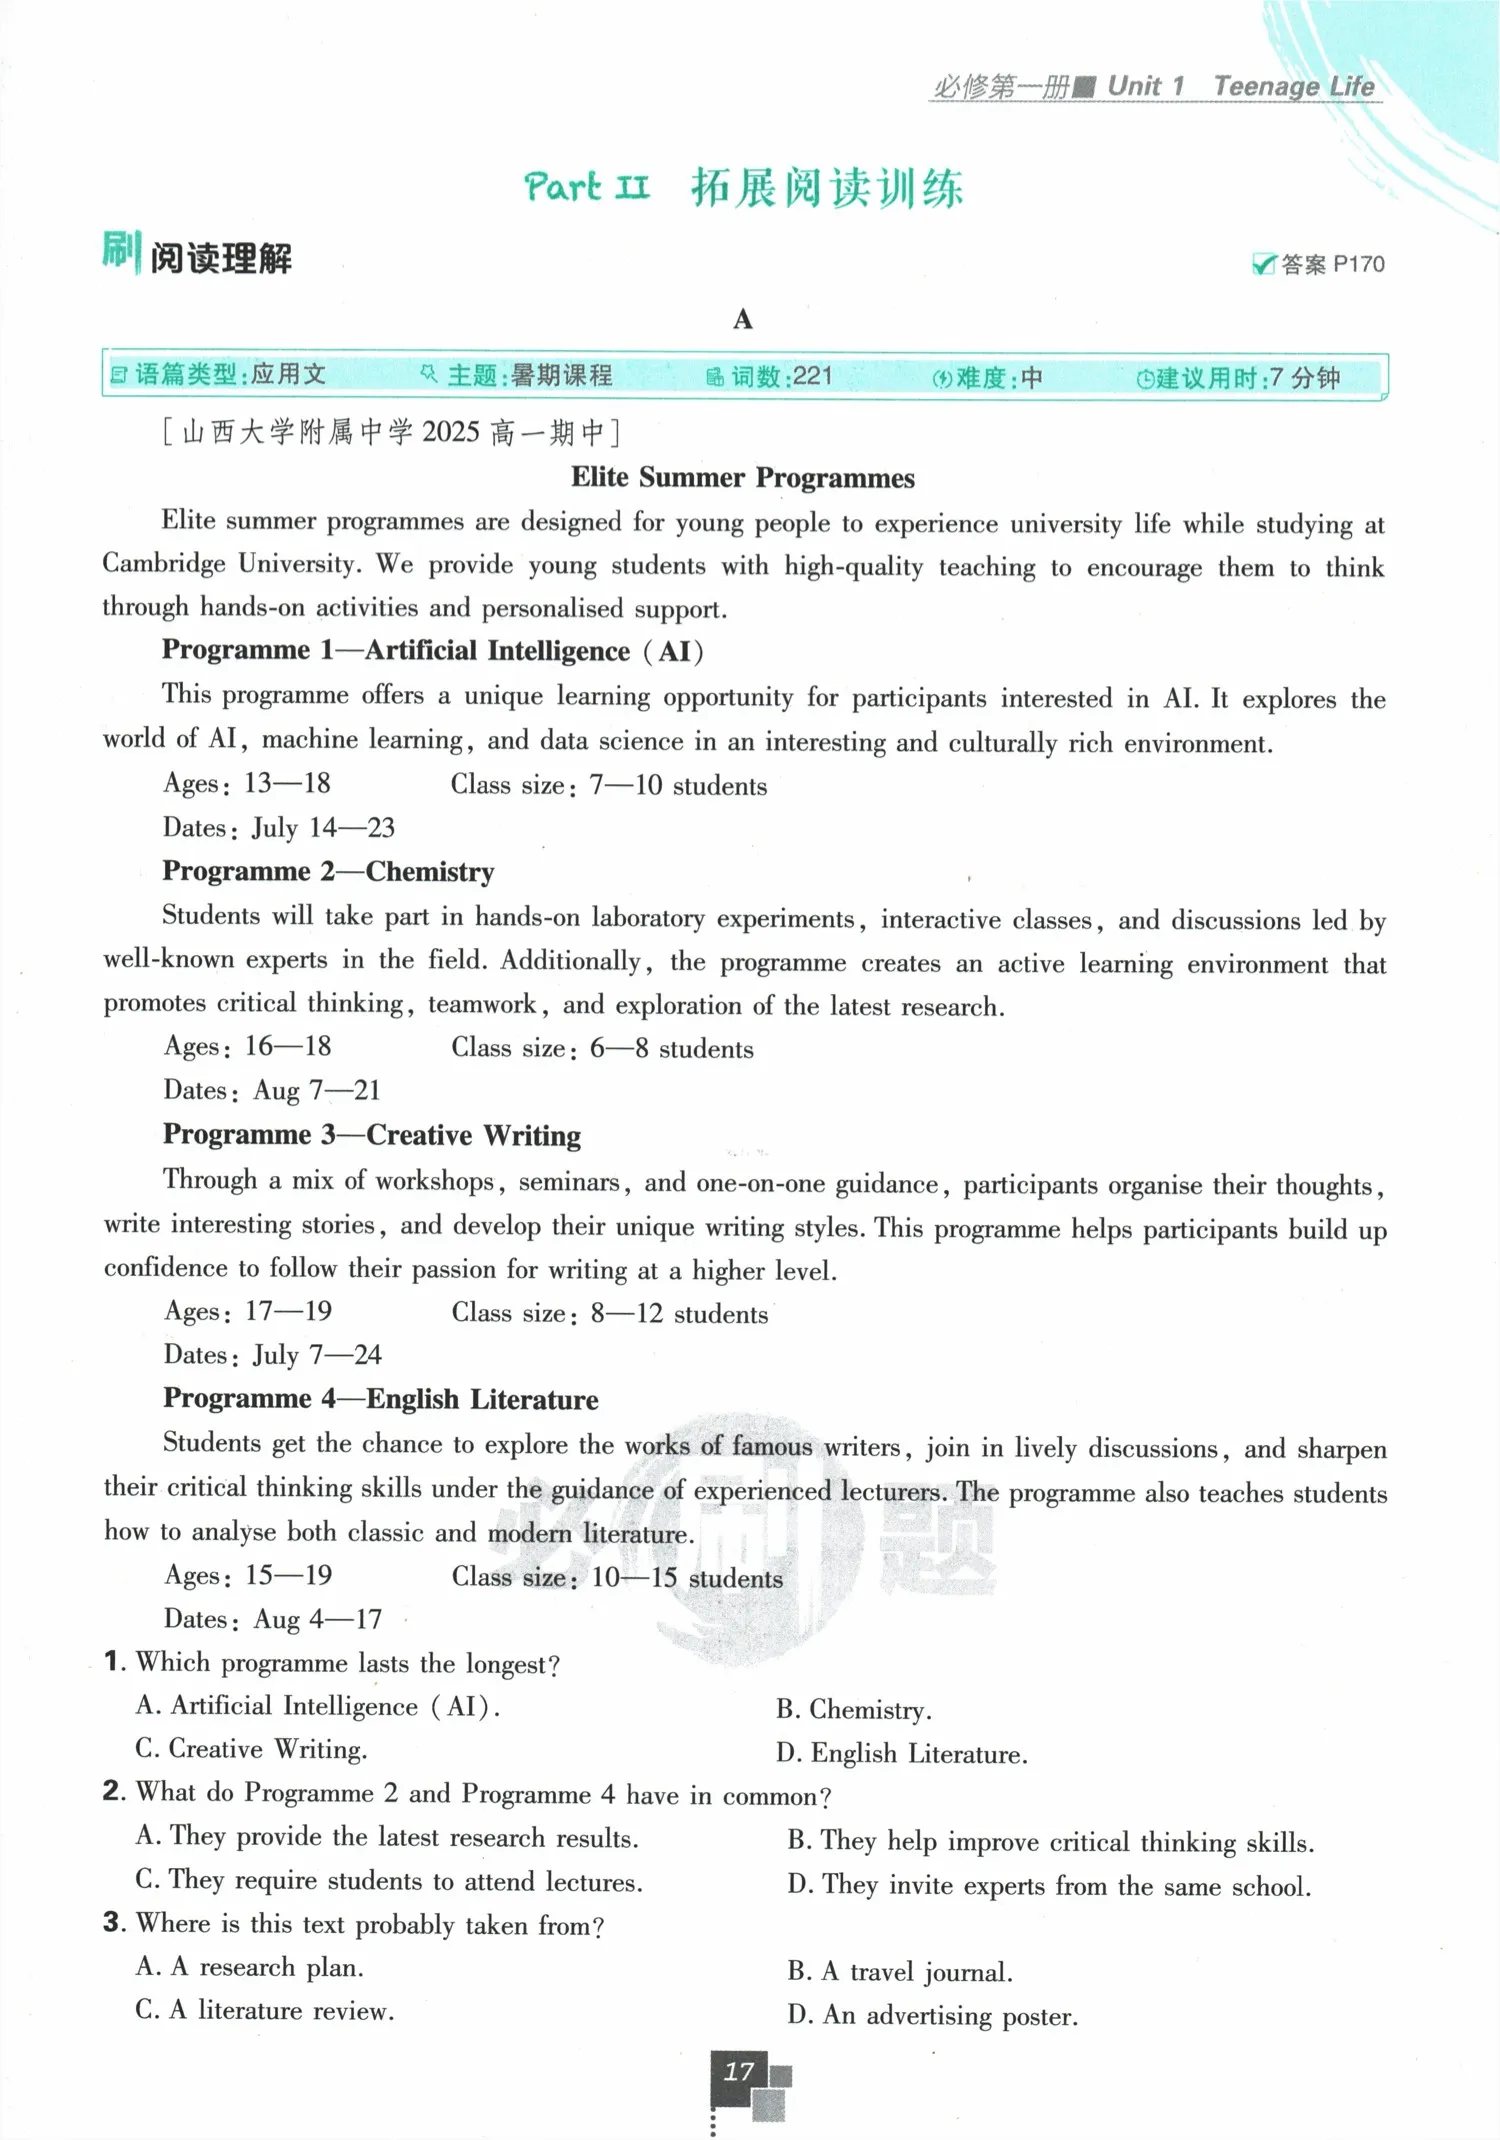 必修第一册 Unit 1 Teenage Life
Part II 拓展阅读训练
刷 阅读理解
答案 P170
A
语篇类型:应用文 主题:暑期课程 词数:221 难度:中 建议用时:7 分钟
[山西大学附属中学 2025 高一期中]
Elite Summer Programmes
Elite summer programmes are designed for young people to experience university life while studying at
Cambridge University. We provide young students with high-quality teaching to encourage them to think
through hands-on activities and personalised support.
Programme 1—Artificial Intelligence (AI)
This programme offers a unique learning opportunity for participants interested in AI. It explores the
world of AI, machine learning, and data science in an interesting and culturally rich environment.
Ages: 13—18 Class size: 7—10 students
Dates: July 14—23
Programme 2—Chemistry
Students will take part in hands-on laboratory experiments, interactive classes, and discussions led by
well-known experts in the field. Additionally, the programme creates an active learning environment that
promotes critical thinking, teamwork, and exploration of the latest research.
Ages: 16—18 Class size: 6—8 students
Dates: Aug 7—21
Programme 3—Creative Writing
Through a mix of workshops, seminars, and one-on-one guidance, participants organise their thoughts,
write interesting stories, and develop their unique writing styles. This programme helps participants build up
confidence to follow their passion for writing at a higher level.
Ages: 17—19 Class size: 8—12 students
Dates: July 7—24
Programme 4—English Literature
Students get the chance to explore the works of famous writers, join in lively discussions, and sharpen
their critical thinking skills under the guidance of experienced lecturers. The programme also teaches students
how to analyse both classic and modern literature.
Ages: 15—19 Class size: 10—15 students
Dates: Aug 4—17
必刷题
1. Which programme lasts the longest?
A. Artificial Intelligence (AI). B. Chemistry.
C. Creative Writing. D. English Literature.
2. What do Programme 2 and Programme 4 have in common?
A. They provide the latest research results. B. They help improve critical thinking skills.
C. They require students to attend lectures. D. They invite experts from the same school.
3. Where is this text probably taken from?
A. A research plan. B. A travel journal.
C. A literature review. D. An advertising poster.
17